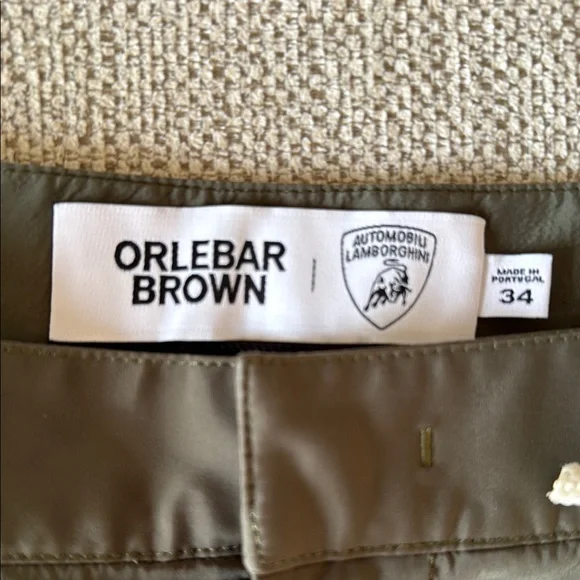 ORLEBAR
BROWN
AUTOMOBILI
LAMBORGHINI
MADE IN
PORTUGAL
34